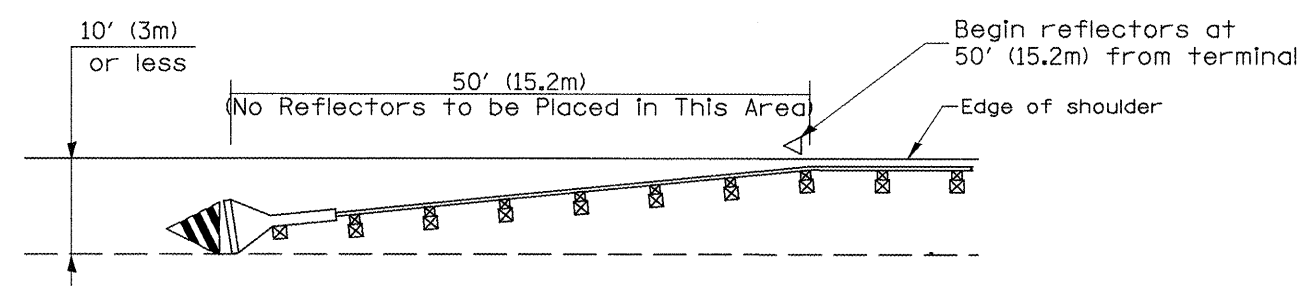 10' (3m)
or less
50' (15.2m)
(No Reflectors to be Placed in This Area)
Begin reflectors at
50' (15.2m) from terminal
Edge of shoulder